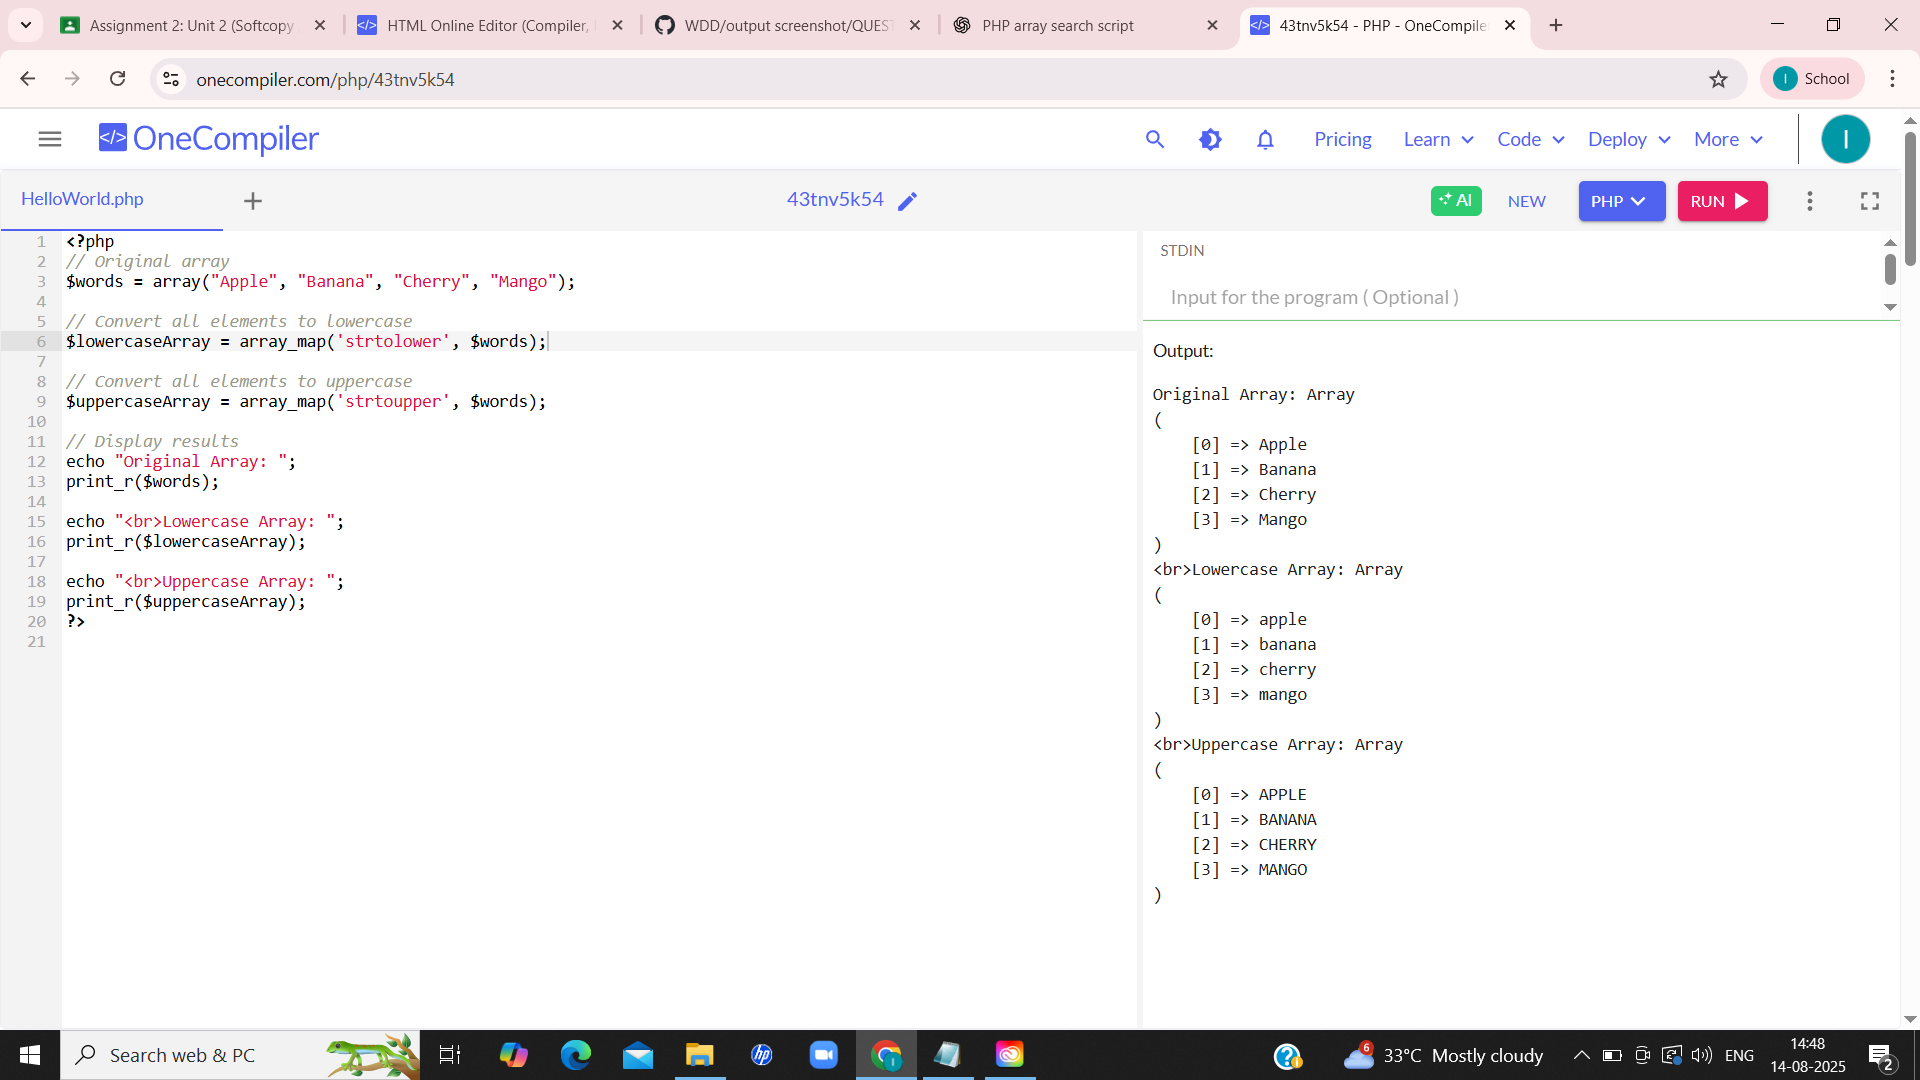 Assignment 2: Unit 2 (Softcopy
HTML Online Editor (Compiler,
WDD/output screenshot/QUEST
PHP array search script
43tnv5k54 - PHP - OneCompiler
onecompiler.com/php/43tnv5k54
I School
</> OneCompiler
Pricing Learn Code Deploy More
I
HelloWorld.php
43tnv5k54
AI NEW PHP RUN
1 <?php
2 // Original array
3 $words = array("Apple", "Banana", "Cherry", "Mango");
4
5 // Convert all elements to lowercase
6 $lowercaseArray = array_map('strtolower', $words);
7
8 // Convert all elements to uppercase
9 $uppercaseArray = array_map('strtoupper', $words);
10
11 // Display results
12 echo "Original Array: ";
13 print_r($words);
14
15 echo "<br>Lowercase Array: ";
16 print_r($lowercaseArray);
17
18 echo "<br>Uppercase Array: ";
19 print_r($uppercaseArray);
20 ?>
21
STDIN
Input for the program ( Optional )
Output:
Original Array: Array
(
    [0] => Apple
    [1] => Banana
    [2] => Cherry
    [3] => Mango
)
<br>Lowercase Array: Array
(
    [0] => apple
    [1] => banana
    [2] => cherry
    [3] => mango
)
<br>Uppercase Array: Array
(
    [0] => APPLE
    [1] => BANANA
    [2] => CHERRY
    [3] => MANGO
)
Search web & PC
hp
6
33°C Mostly cloudy
ENG
14:48
14-08-2025
2